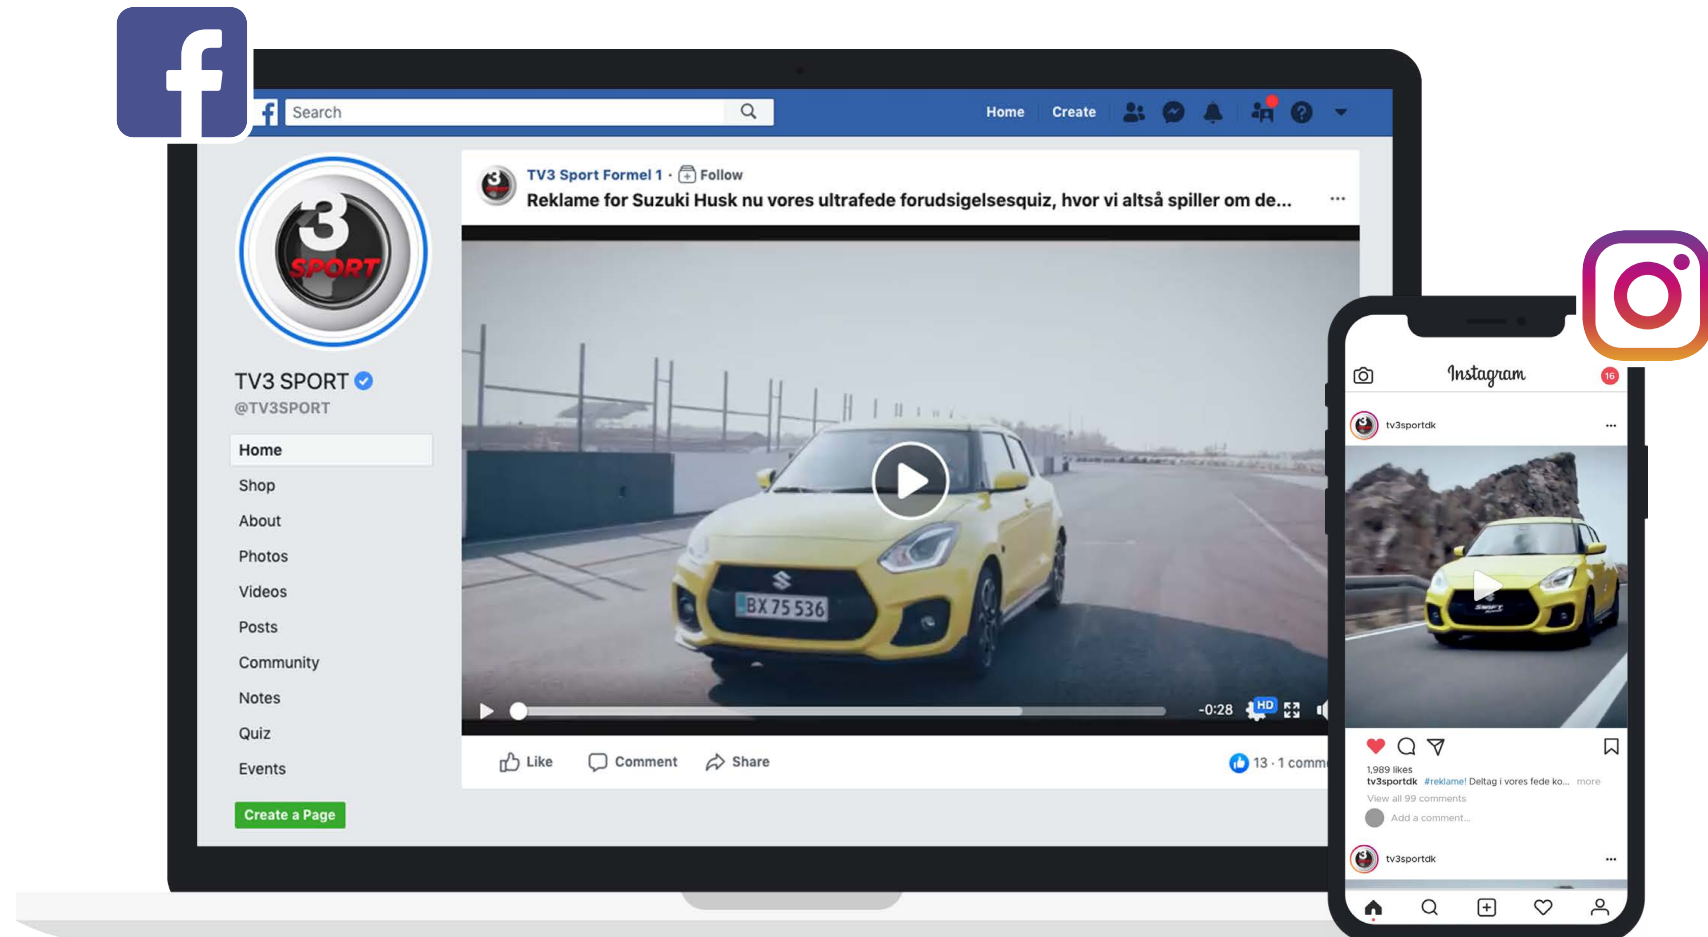 Search
Home
Create
3
SPORT
TV3 SPORT
@TV3SPORT
Home
Shop
About
Photos
Videos
Posts
Community
Notes
Quiz
Events
Create a Page
TV3 Sport Formel 1 · Follow
Reklame for Suzuki Husk nu vores ultrafede forudsigelsesquiz, hvor vi altså spiller om de...
BX 75 536
-0:28
HD
Like
Comment
Share
13 · 1 comm
Instagram
16
tv3sportdk
SWIFT
1,989 likes
tv3sportdk #reklame! Deltag i vores fede ko... more
View all 99 comments
Add a comment...
tv3sportdk